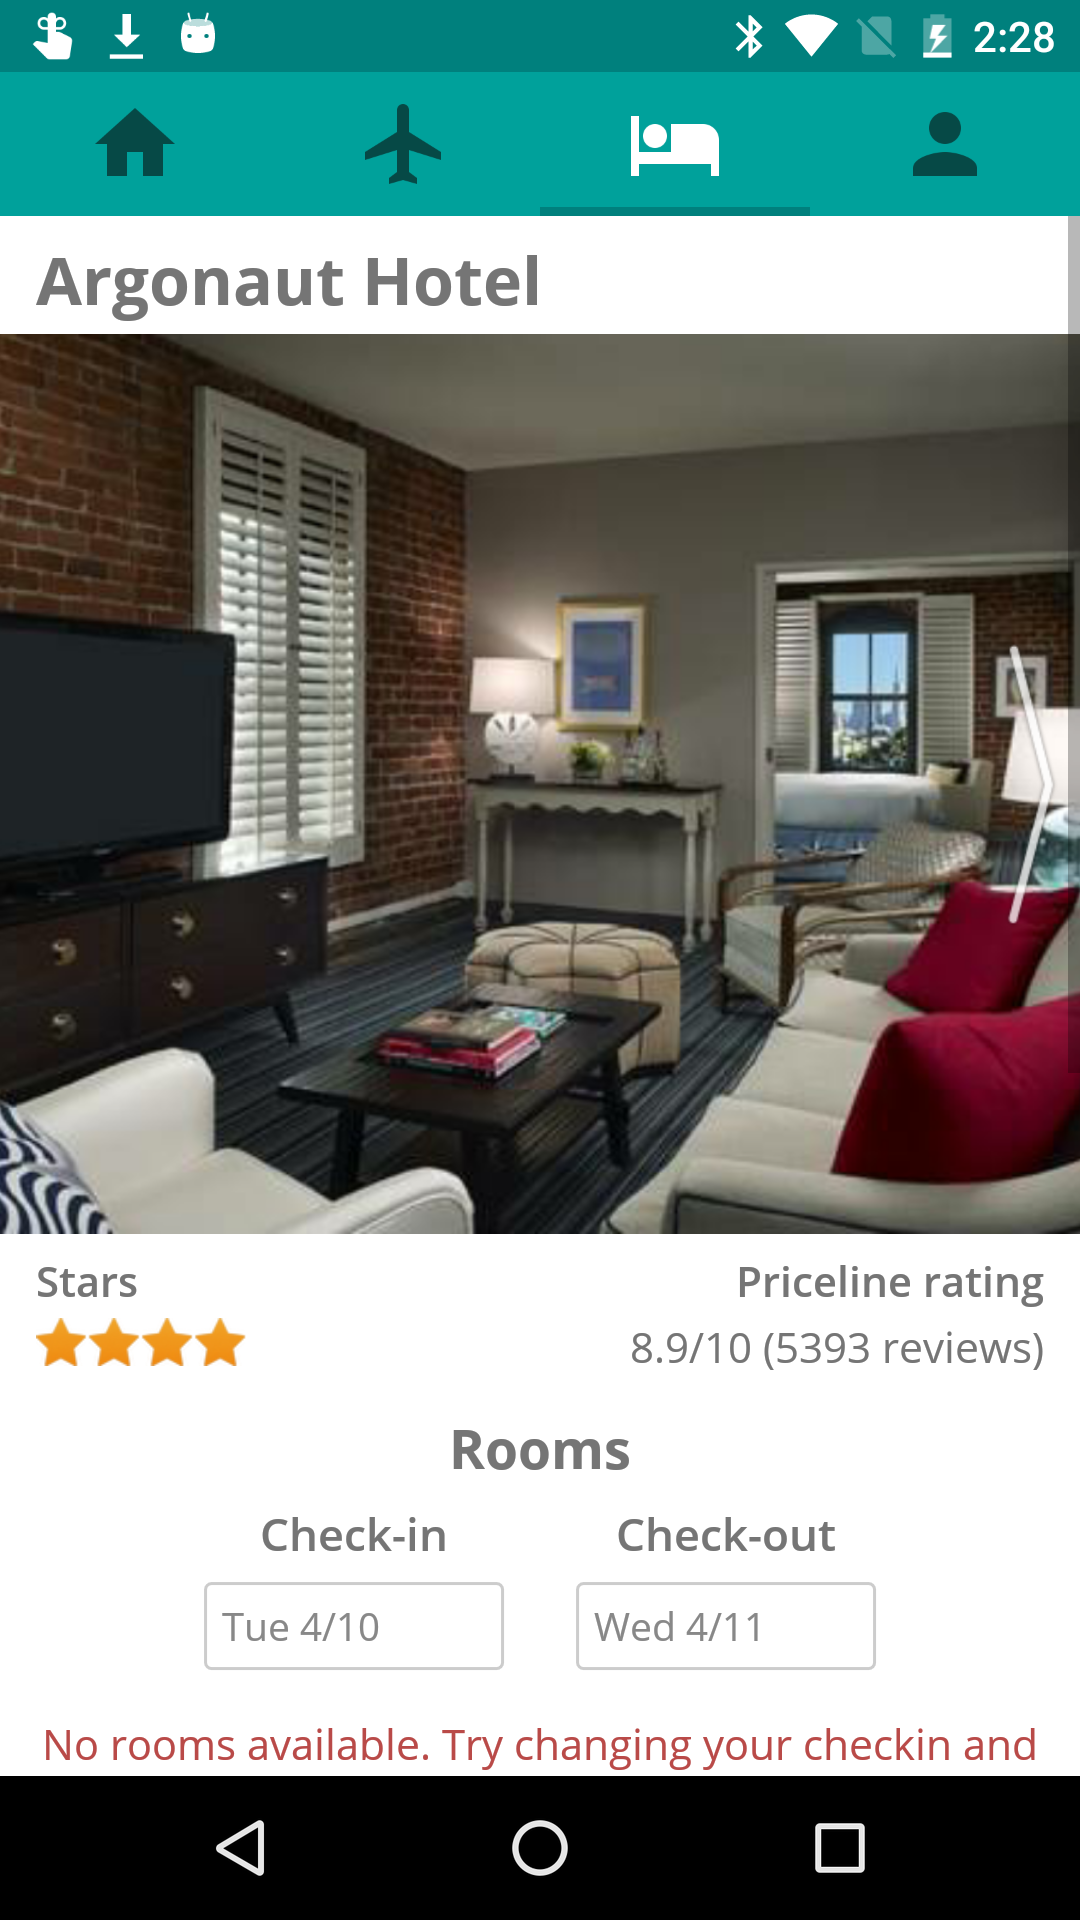 2:28
Argonaut Hotel
Stars
Priceline rating
8.9/10 (5393 reviews)
Rooms
Check-in
Check-out
Tue 4/10
Wed 4/11
No rooms available. Try changing your checkin and